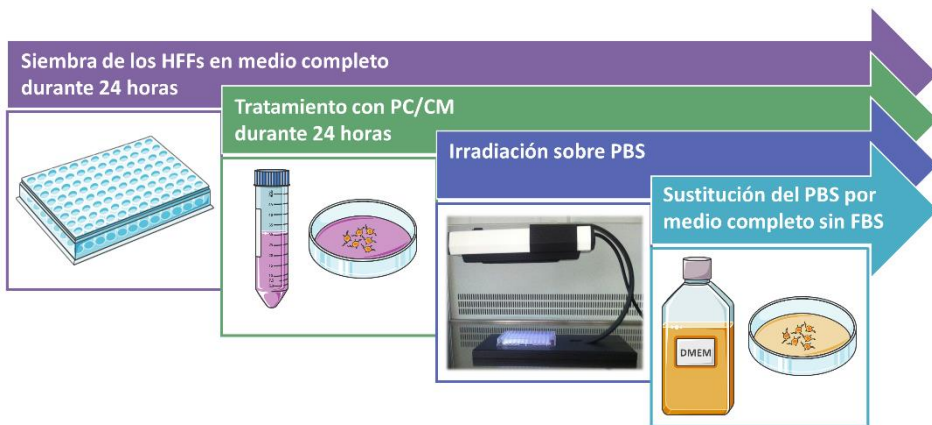 Siembra de los HFFs en medio completo
durante 24 horas
Tratamiento con PC/CM
durante 24 horas
Irradiación sobre PBS
Sustitución del PBS por
medio completo sin FBS
DMEM